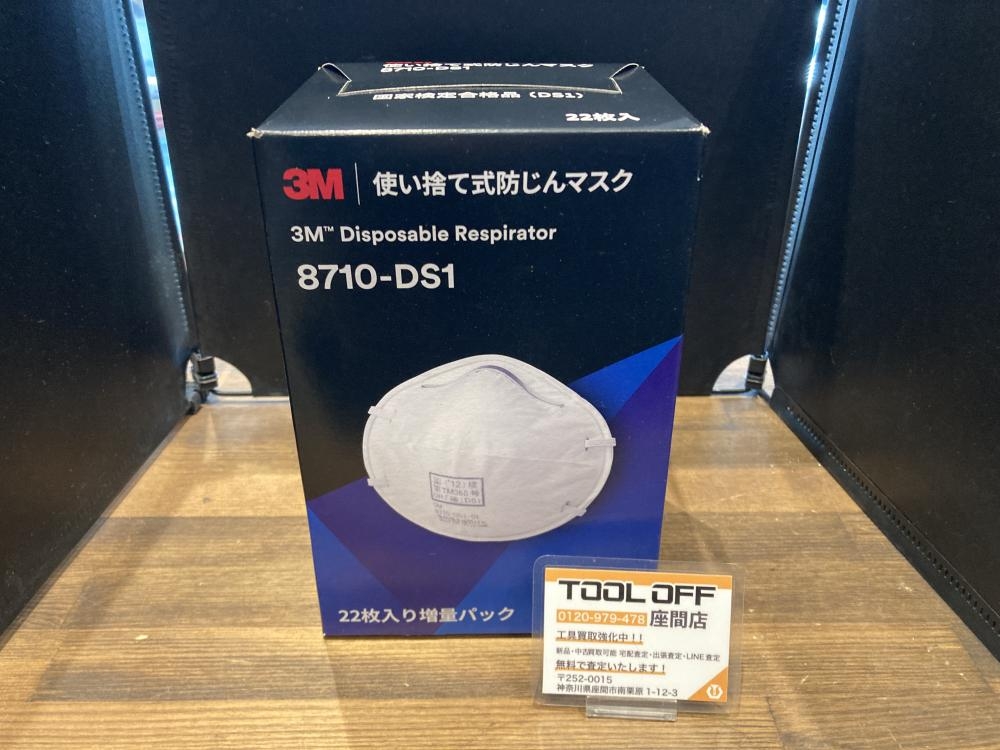 8710-DS1
国家検定合格品（DS1）
22枚入
3M 使い捨て式防じんマスク
3M™ Disposable Respirator
8710-DS1
22枚入り増量パック
TOOL OFF
0120-979-478 座間店
工具買取強化中！！
新品・中古買取可能 宅配査定・出張査定・LINE査定
無料で査定いたします！
〒252-0015
神奈川県座間市南栗原 1-12-3